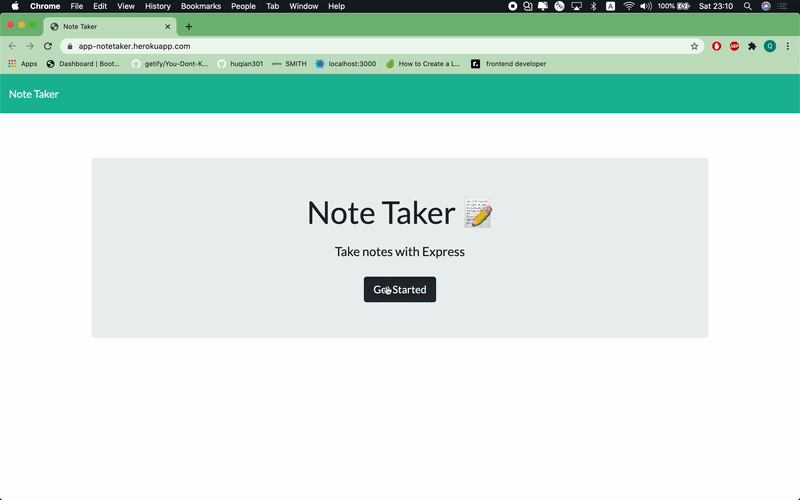 Chrome File Edit View History Bookmarks People Tab Window Help 100% Sat 23:10
Note Taker
app-notetaker.herokuapp.com
Apps Dashboard | Boot... getify/You-Dont-K... huqian301 SMITH localhost:3000 How to Create a L... frontend developer
Note Taker
Note Taker
Take notes with Express
Get Started